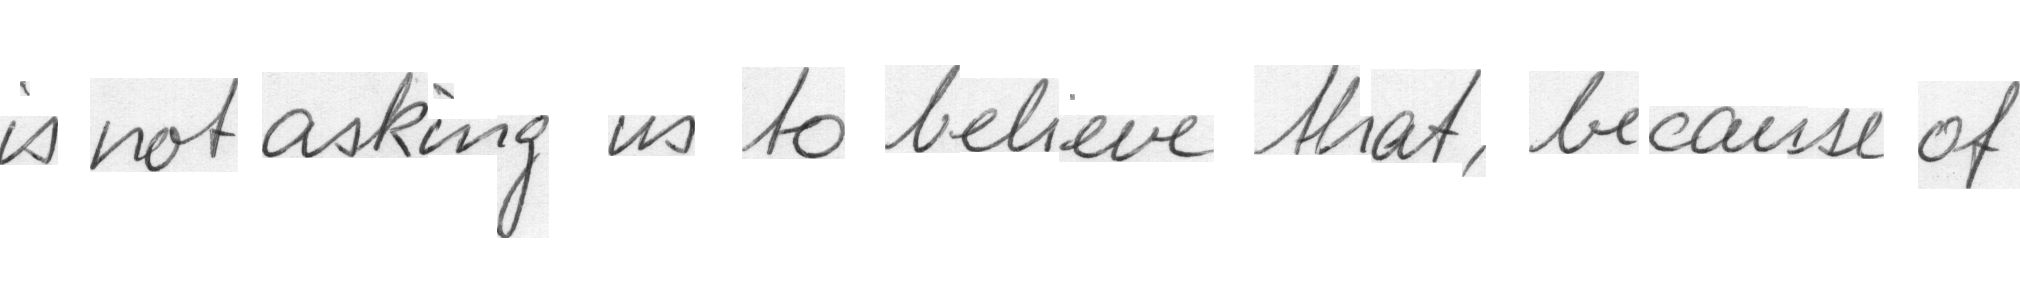 is not asking us to believe that, because of